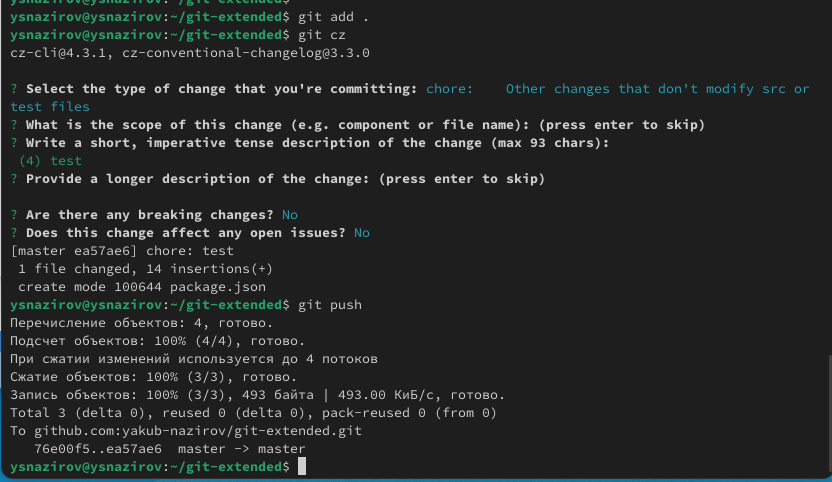 ysnazirov@ysnazirov:~/git-extended$ git add .
ysnazirov@ysnazirov:~/git-extended$ git cz
cz-cli@4.3.1, cz-conventional-changelog@3.3.0
? Select the type of change that you're committing: chore:    Other changes that don't modify src or
test files
? What is the scope of this change (e.g. component or file name): (press enter to skip)
? Write a short, imperative tense description of the change (max 93 chars):
(4) test
? Provide a longer description of the change: (press enter to skip)
? Are there any breaking changes? No
? Does this change affect any open issues? No
[master ea57ae6] chore: test
1 file changed, 14 insertions(+)
create mode 100644 package.json
ysnazirov@ysnazirov:~/git-extended$ git push
Перечисление объектов: 4, готово.
Подсчет объектов: 100% (4/4), готово.
При сжатии изменений используется до 4 потоков
Сжатие объектов: 100% (3/3), готово.
Запись объектов: 100% (3/3), 493 байта | 493.00 КиБ/с, готово.
Total 3 (delta 0), reused 0 (delta 0), pack-reused 0 (from 0)
To github.com:yakub-nazirov/git-extended.git
76e00f5..ea57ae6  master -> master
ysnazirov@ysnazirov:~/git-extended$